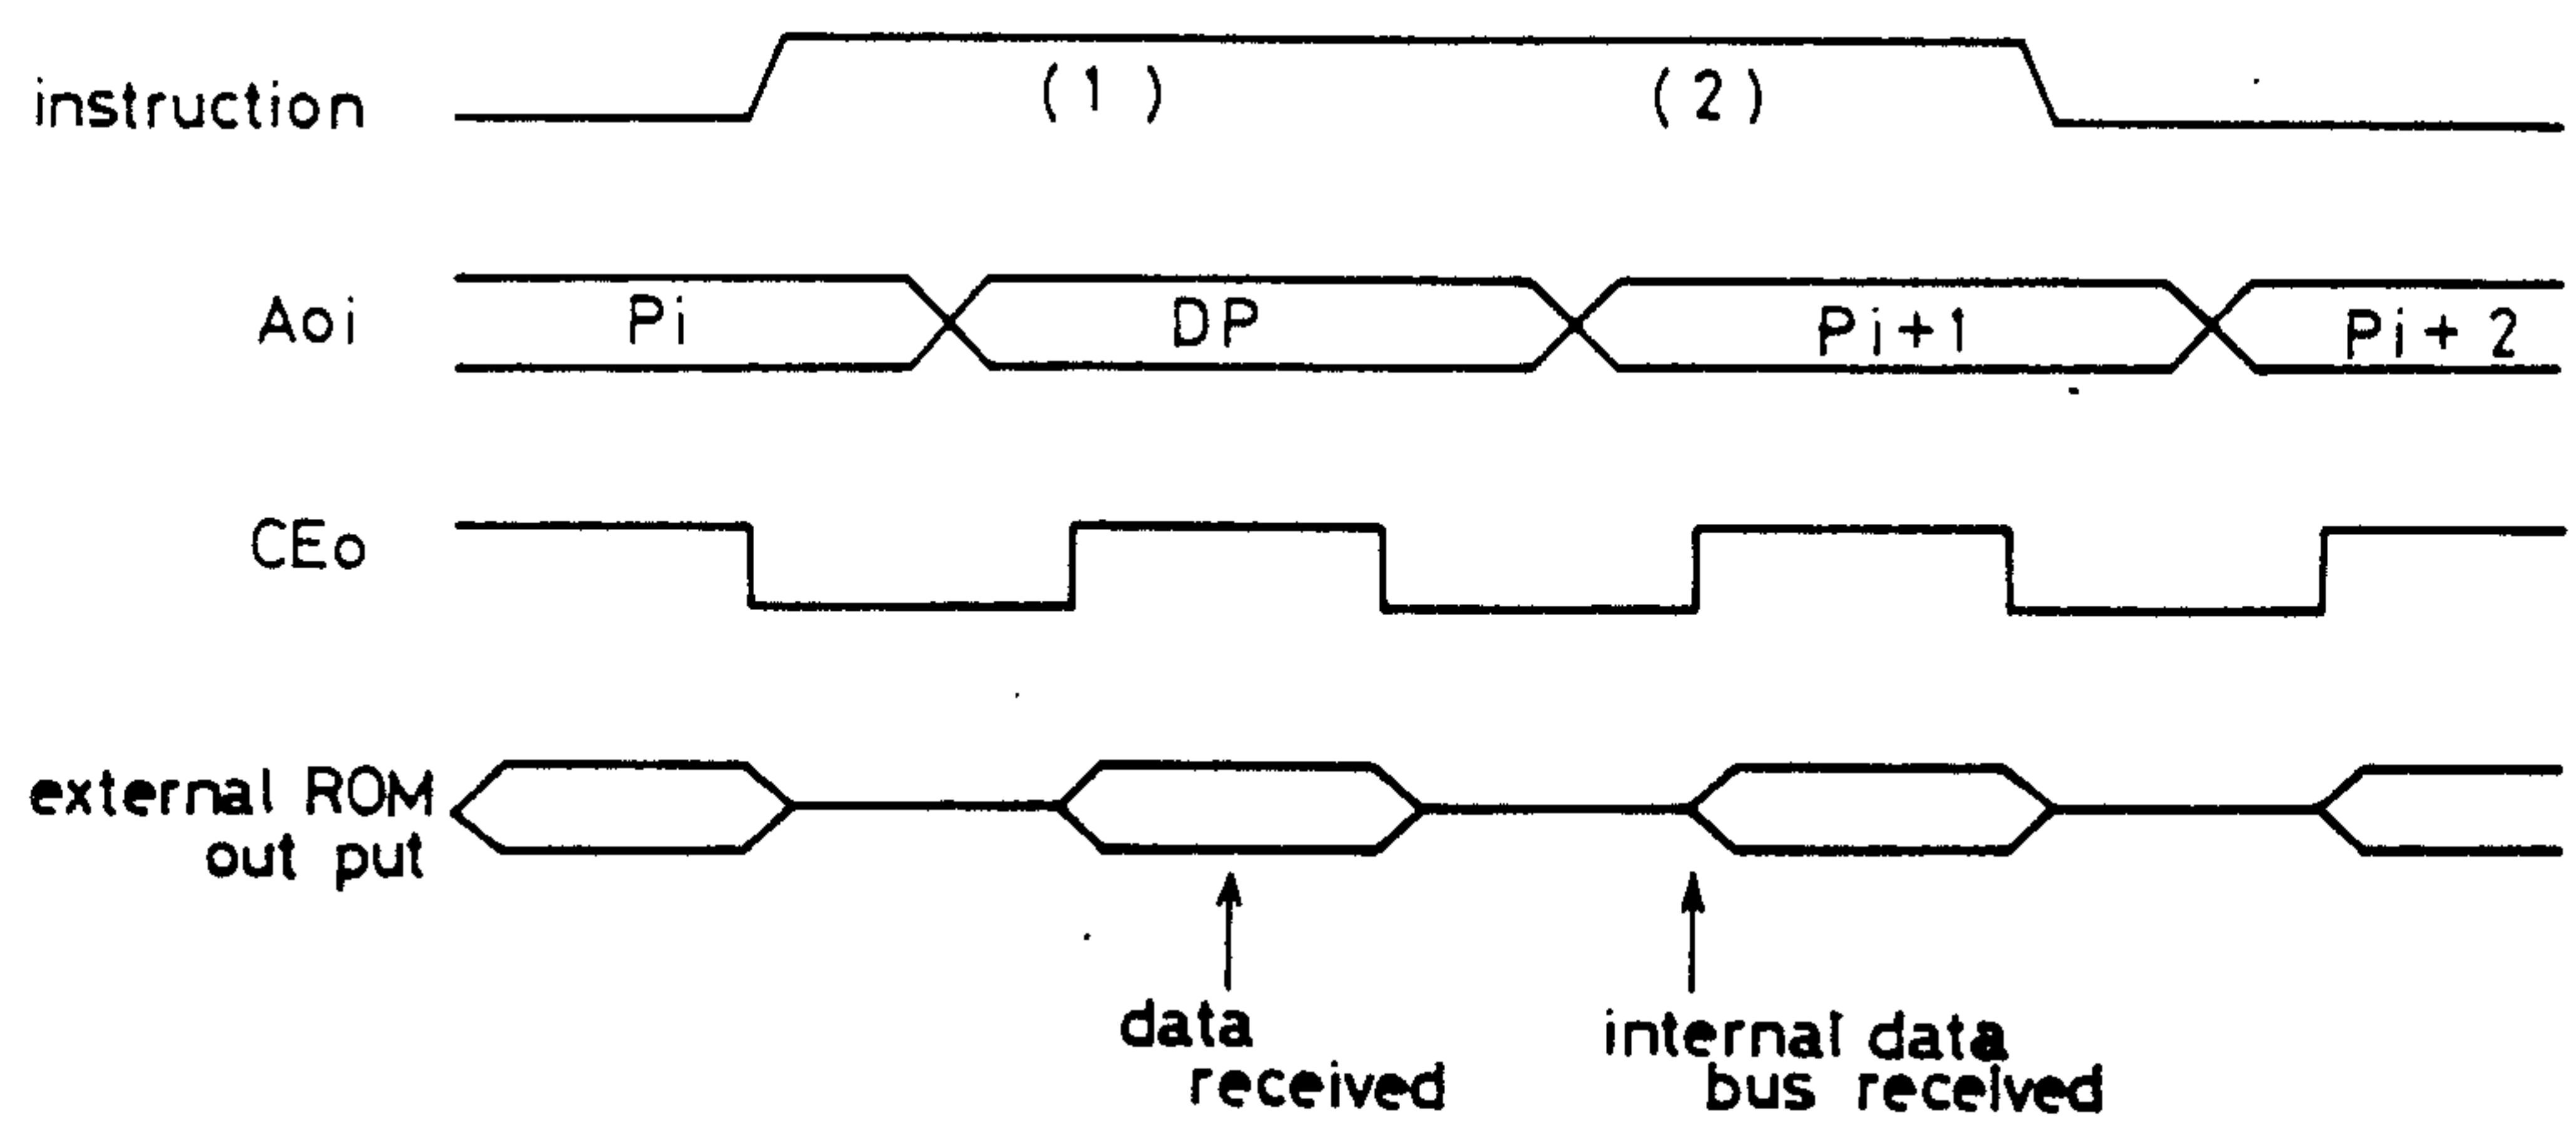 instruction
(1)
(2)
Aoi
Pi
DP
Pi+1
Pi+2
CEo
external ROM
out put
data
received
internal data
bus received